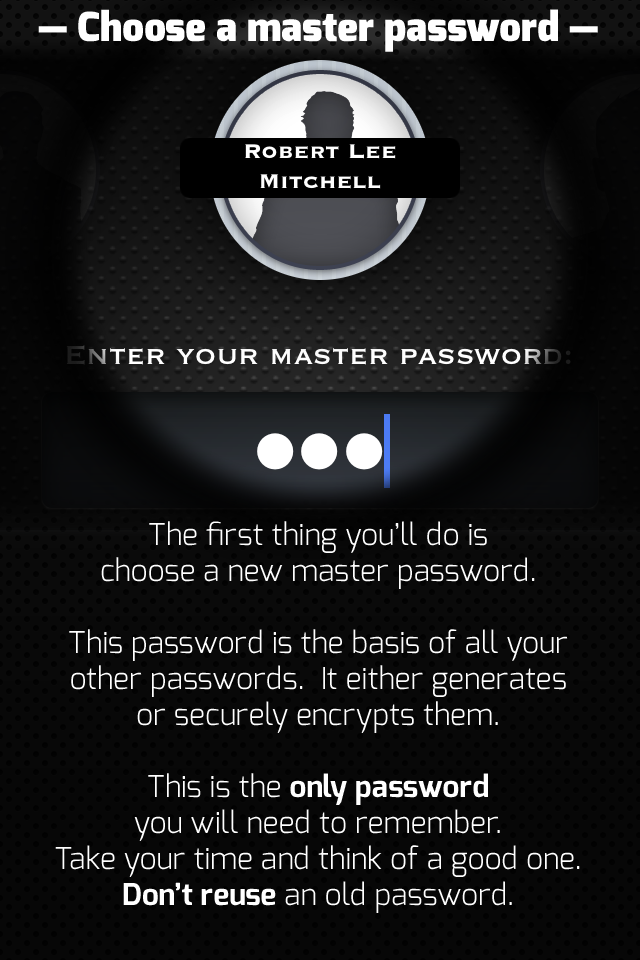 — Choose a master password —
Robert Lee
Mitchell
Enter your master password:
The first thing you’ll do is
choose a new master password.
This password is the basis of all your
other passwords.  It either generates
or securely encrypts them.
This is the only password
you will need to remember.
Take your time and think of a good one.
Don’t reuse an old password.